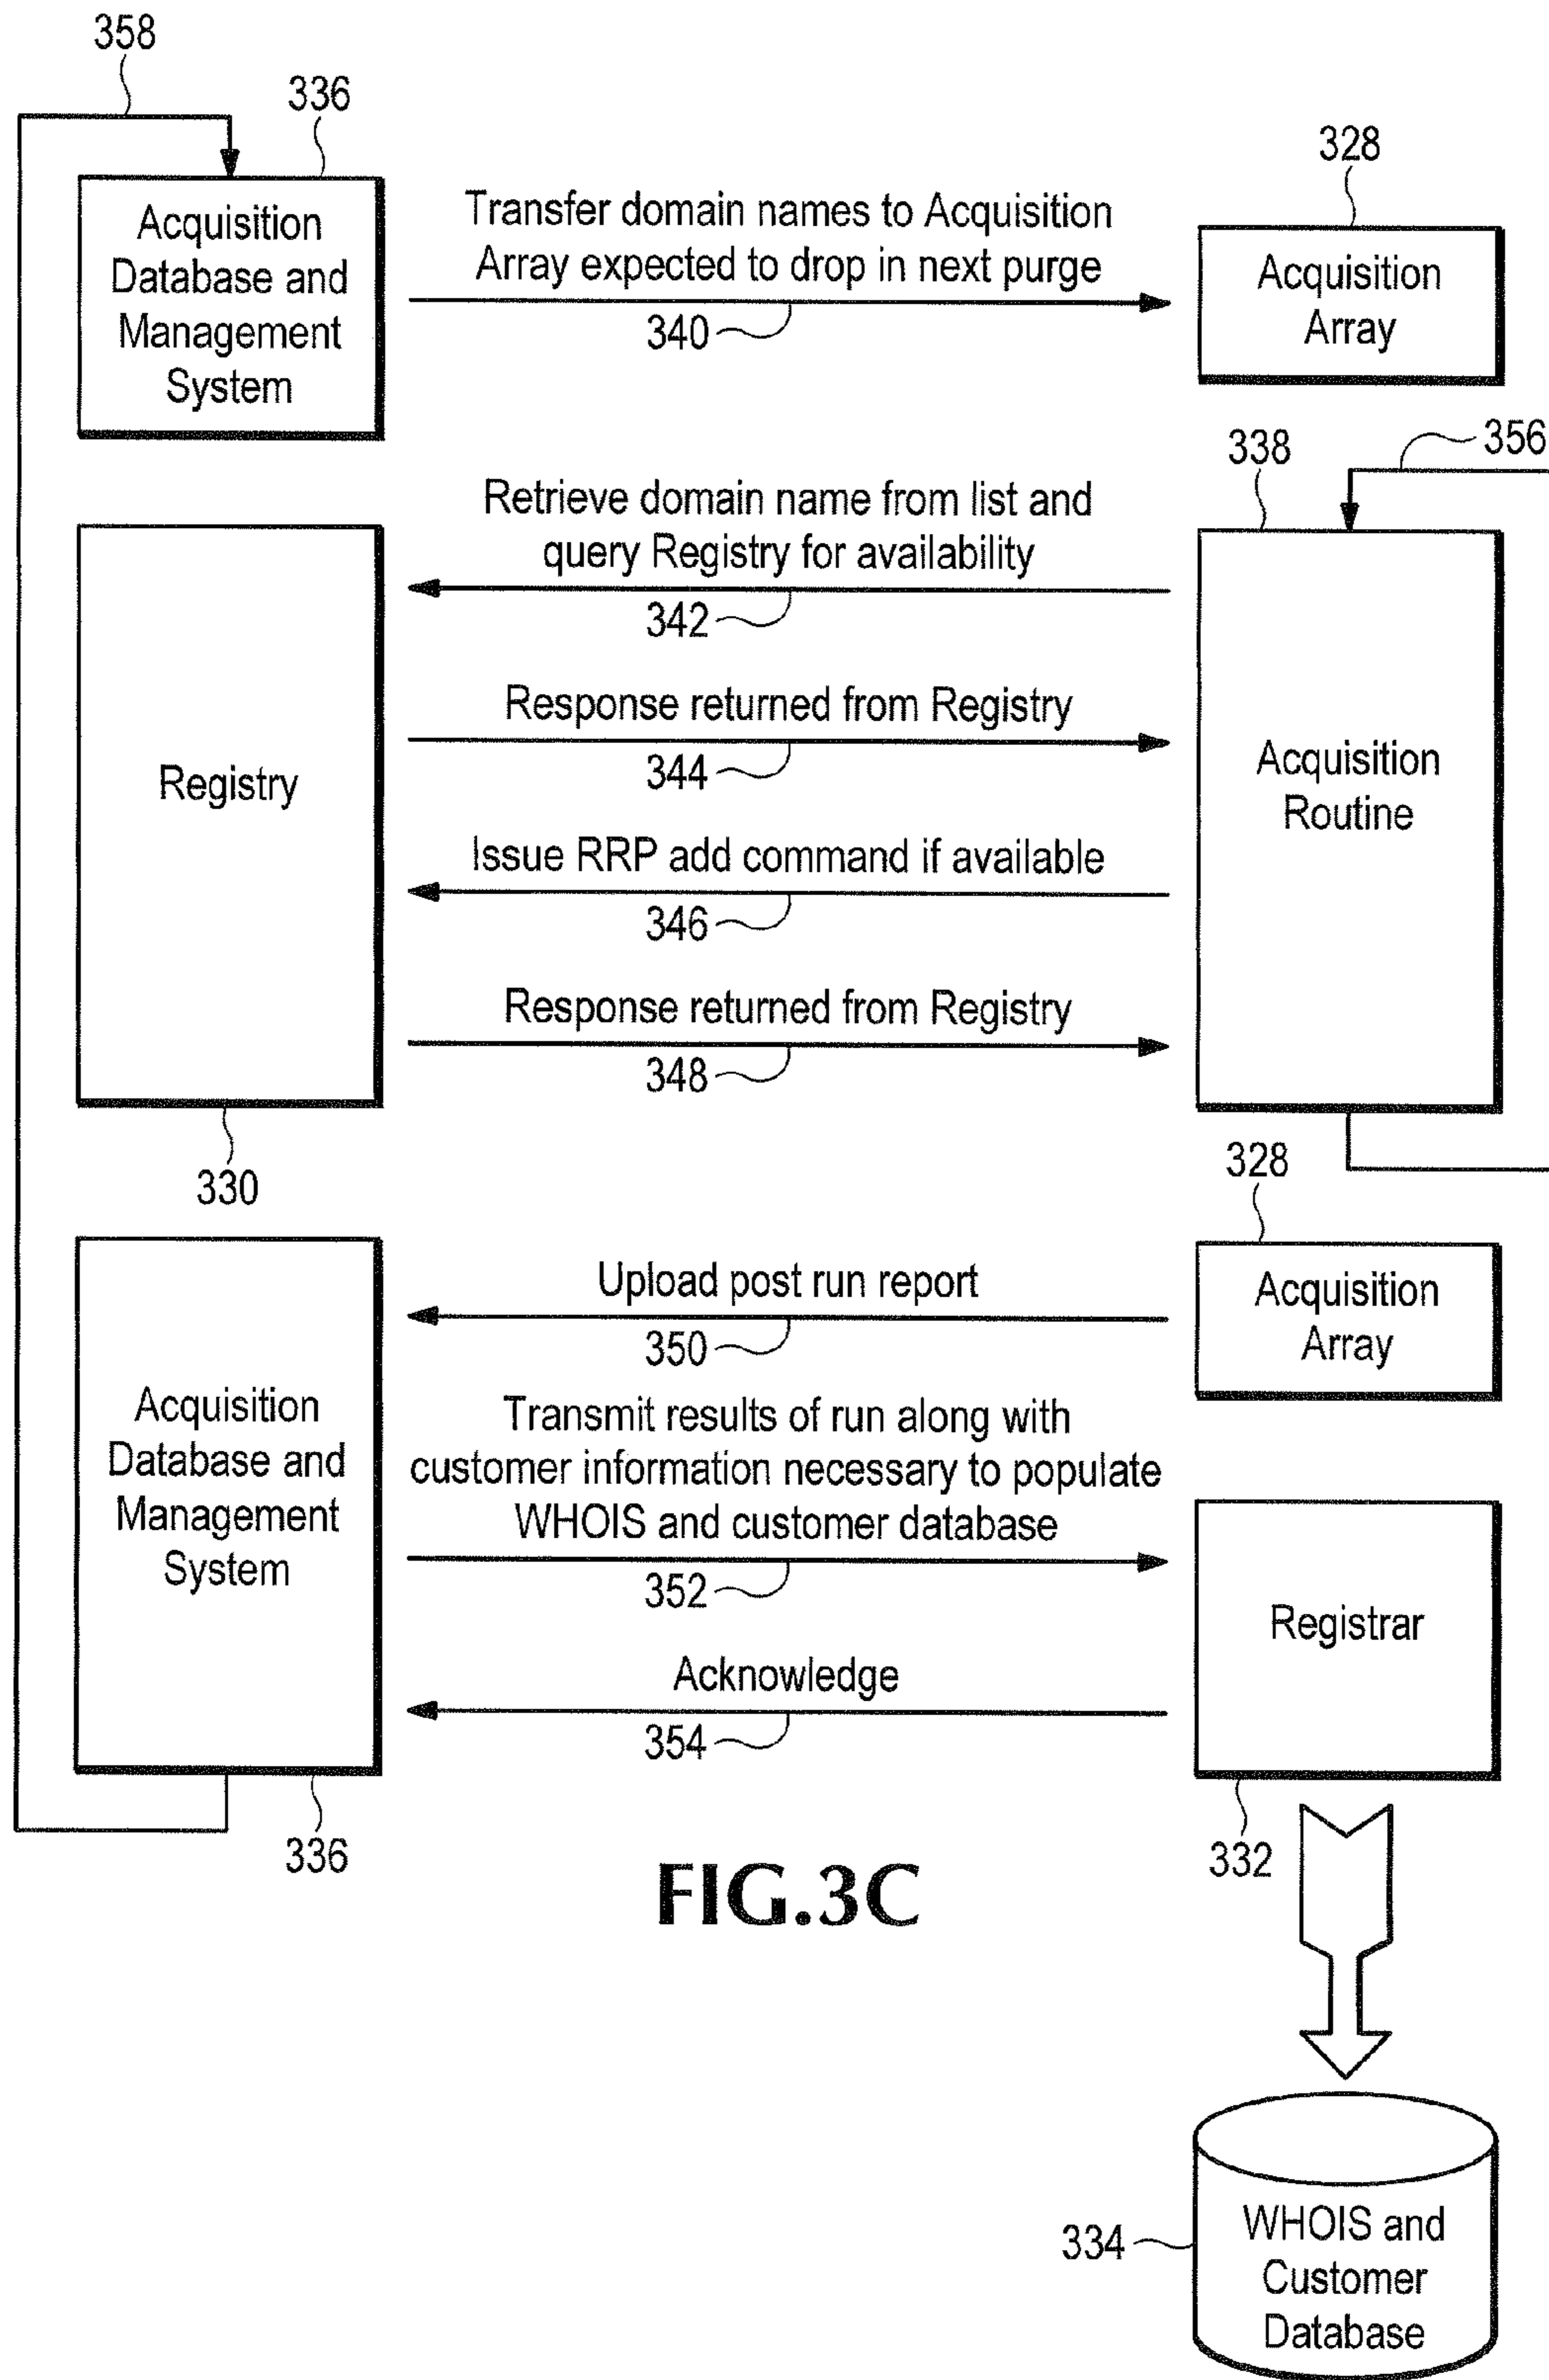 358
336
Acquisition
Database and
Management
System
Transfer domain names to Acquisition
Array expected to drop in next purge
340
328
Acquisition
Array
356
338
Retrieve domain name from list and
query Registry for availability
342
Response returned from Registry
344
Registry
Acquisition
Routine
Issue RRP add command if available
346
Response returned from Registry
348
330
328
Acquisition
Array
Upload post run report
350
Acquisition
Database and
Management
System
Transmit results of run along with
customer information necessary to populate
WHOIS and customer database
352
Registrar
Acknowledge
354
336
332
FIG.3C
334
WHOIS and
Customer
Database